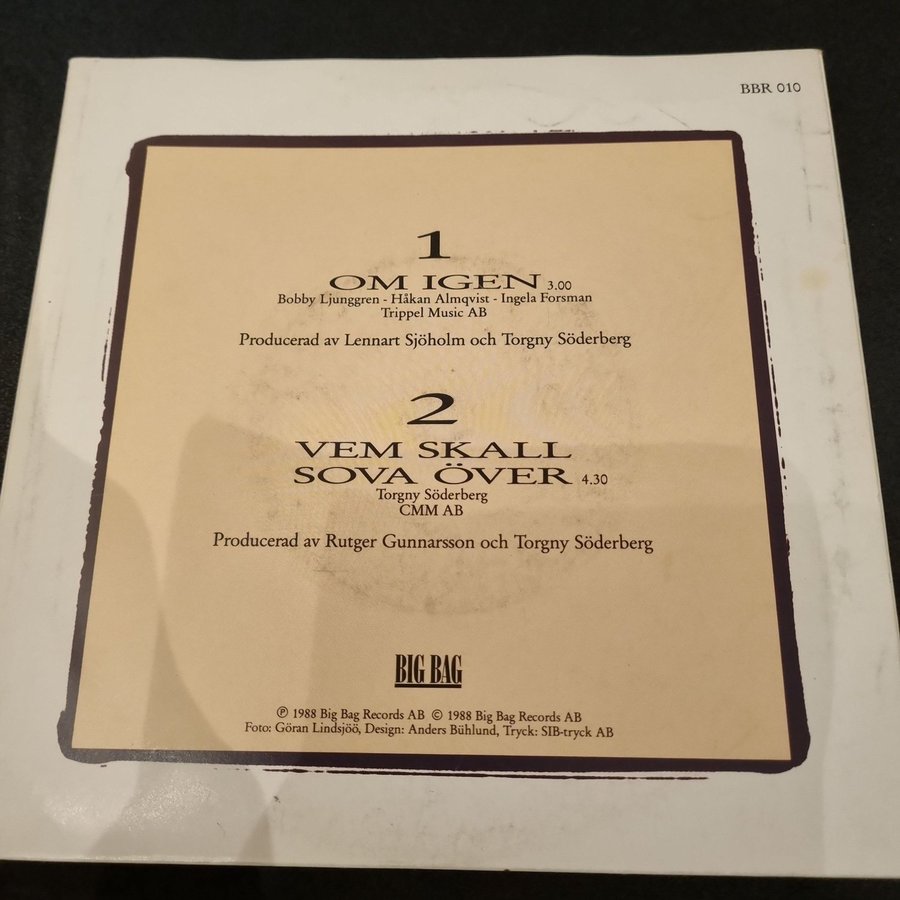 BBR 010
1
OM IGEN 3.00
Bobby Ljunggren - Håkan Almqvist - Ingela Forsman
Trippel Music AB
Producerad av Lennart Sjöholm och Torgny Söderberg
2
VEM SKALL
SOVA ÖVER 4.30
Torgny Söderberg
CMM AB
Producerad av Rutger Gunnarsson och Torgny Söderberg
BIG BAG
℗ 1988 Big Bag Records AB © 1988 Big Bag Records AB
Foto: Göran Lindsjöö, Design: Anders Bühlund, Tryck: SIB-tryck AB